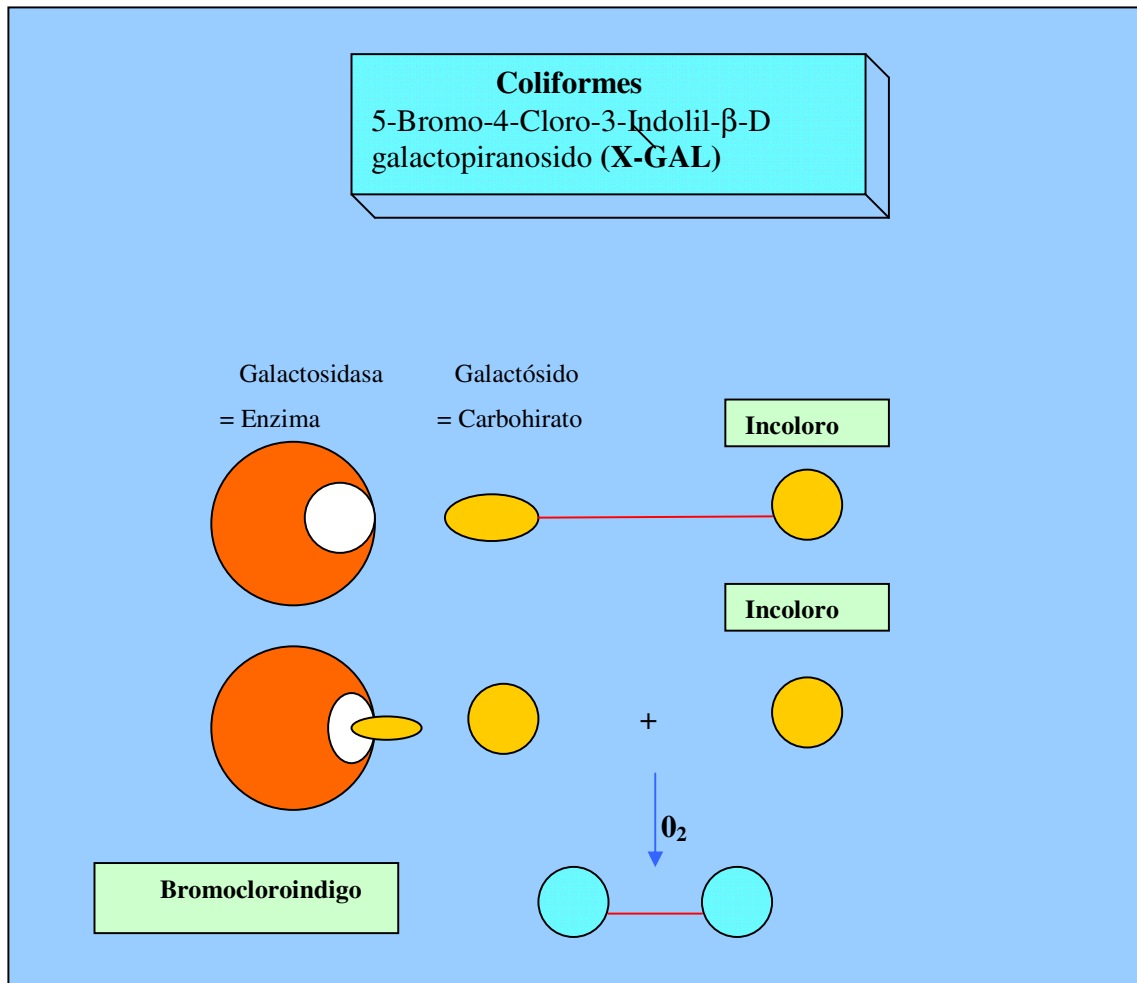 Coliformes
5-Bromo-4-Cloro-3-Indolil-β-D
galactopiranosido (X-GAL)
Galactosidasa
= Enzima
Galactósido
= Carbohirato
Incoloro
Incoloro
+
0₂
Bromocloroindigo